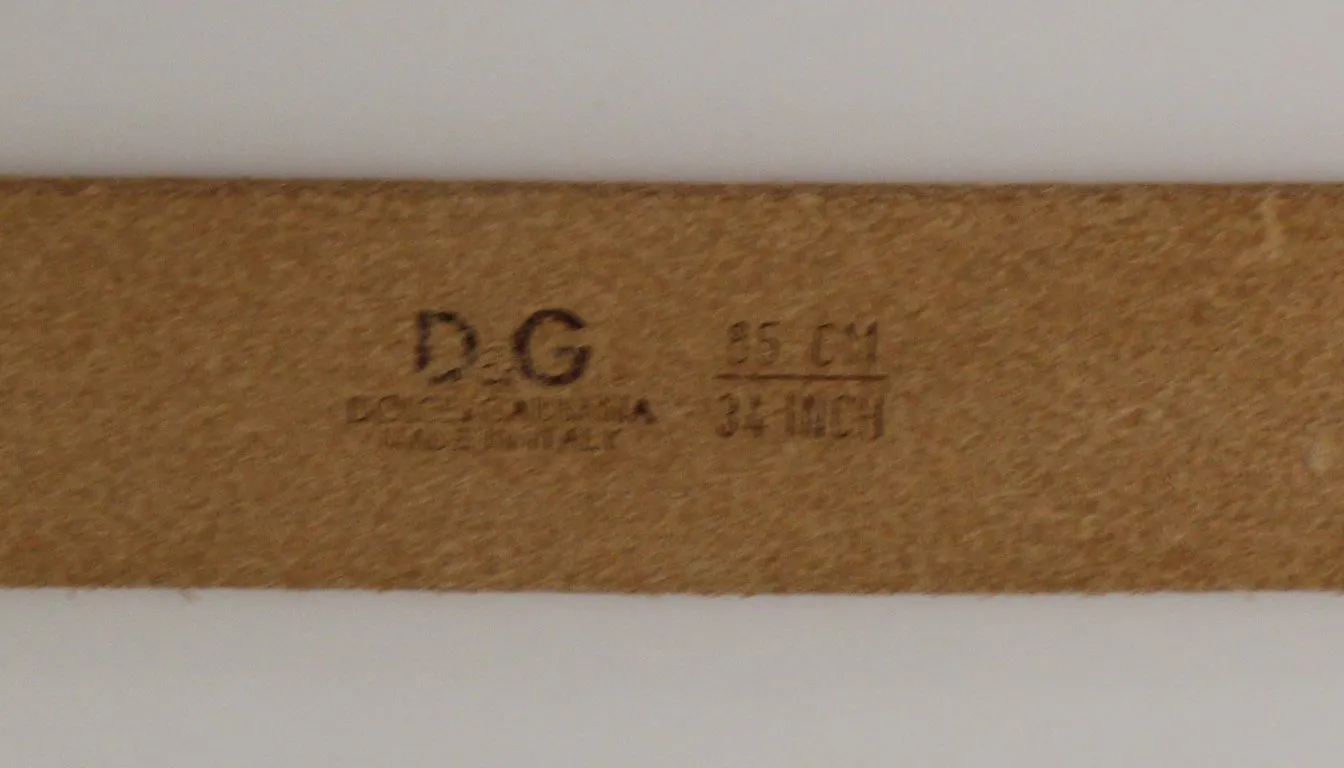 D&G
DOLCE & GABBANA
MADE IN ITALY
85 CM
34 INCH